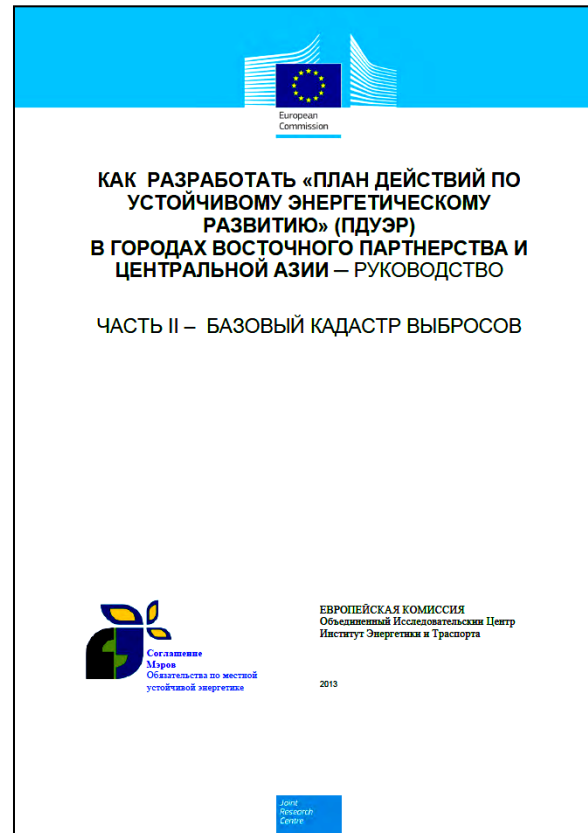 European
Commission
КАК РАЗРАБОТАТЬ «ПЛАН ДЕЙСТВИЙ ПО
УСТОЙЧИВОМУ ЭНЕРГЕТИЧЕСКОМУ
РАЗВИТИЮ» (ПДУЭР)
В ГОРОДАХ ВОСТОЧНОГО ПАРТНЕРСТВА И
ЦЕНТРАЛЬНОЙ АЗИИ — РУКОВОДСТВО
ЧАСТЬ II – БАЗОВЫЙ КАДАСТР ВЫБРОСОВ
Соглашение
Мэров
Обязательства по местной
устойчивой энергетике
ЕВРОПЕЙСКАЯ КОМИССИЯ
Объединенный Исследовательский Центр
Институт Энергетики и Траспорта
2013
Joint
Research
Centre